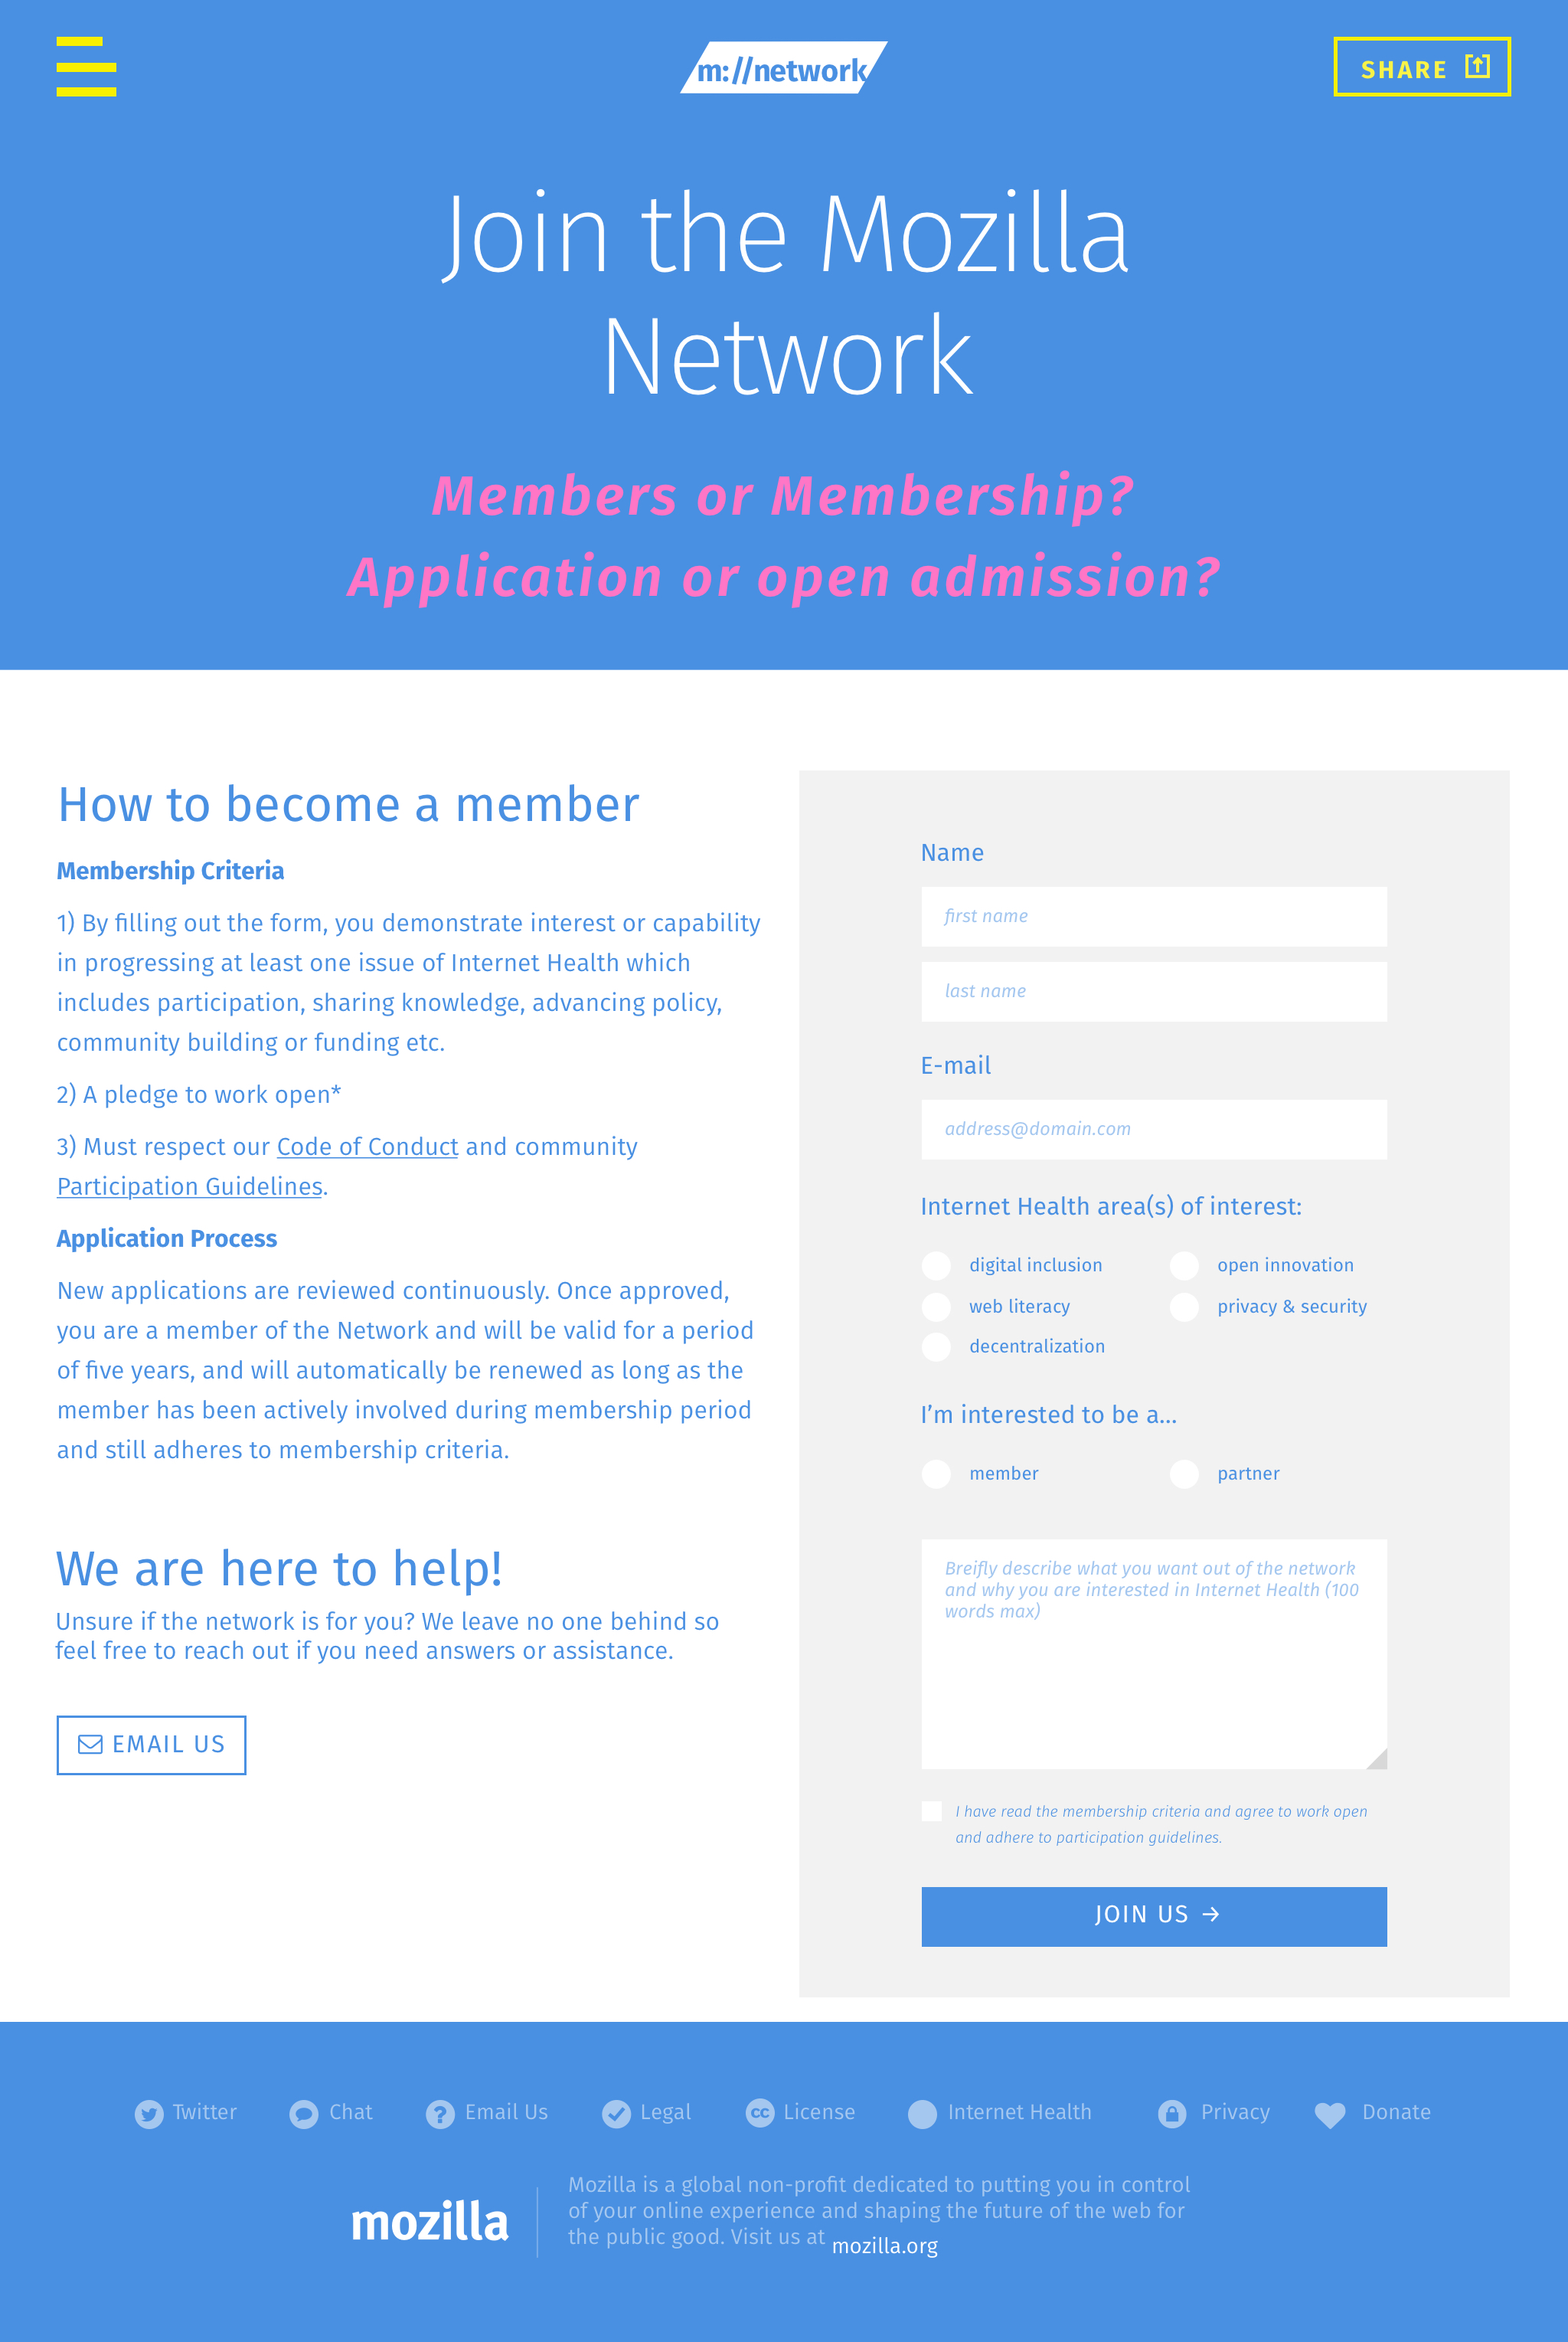 m://network
SHARE
Join the Mozilla
Network
Members or Membership?
Application or open admission?
How to become a member
Membership Criteria
1) By filling out the form, you demonstrate interest or capability
in progressing at least one issue of Internet Health which
includes participation, sharing knowledge, advancing policy,
community building or funding etc.
2) A pledge to work open*
3) Must respect our Code of Conduct and community
Participation Guidelines.
Application Process
New applications are reviewed continuously. Once approved,
you are a member of the Network and will be valid for a period
of five years, and will automatically be renewed as long as the
member has been actively involved during membership period
and still adheres to membership criteria.
We are here to help!
Unsure if the network is for you? We leave no one behind so
feel free to reach out if you need answers or assistance.
EMAIL US
Name
first name
last name
E-mail
address@domain.com
Internet Health area(s) of interest:
digital inclusion
open innovation
web literacy
privacy & security
decentralization
I’m interested to be a...
member
partner
Breifly describe what you want out of the network
and why you are interested in Internet Health (100
words max)
I have read the membership criteria and agree to work open
and adhere to participation guidelines.
JOIN US →
Twitter
Chat
? Email Us
Legal
cc License
Internet Health
Privacy
Donate
mozilla
Mozilla is a global non-profit dedicated to putting you in control
of your online experience and shaping the future of the web for
the public good. Visit us at mozilla.org